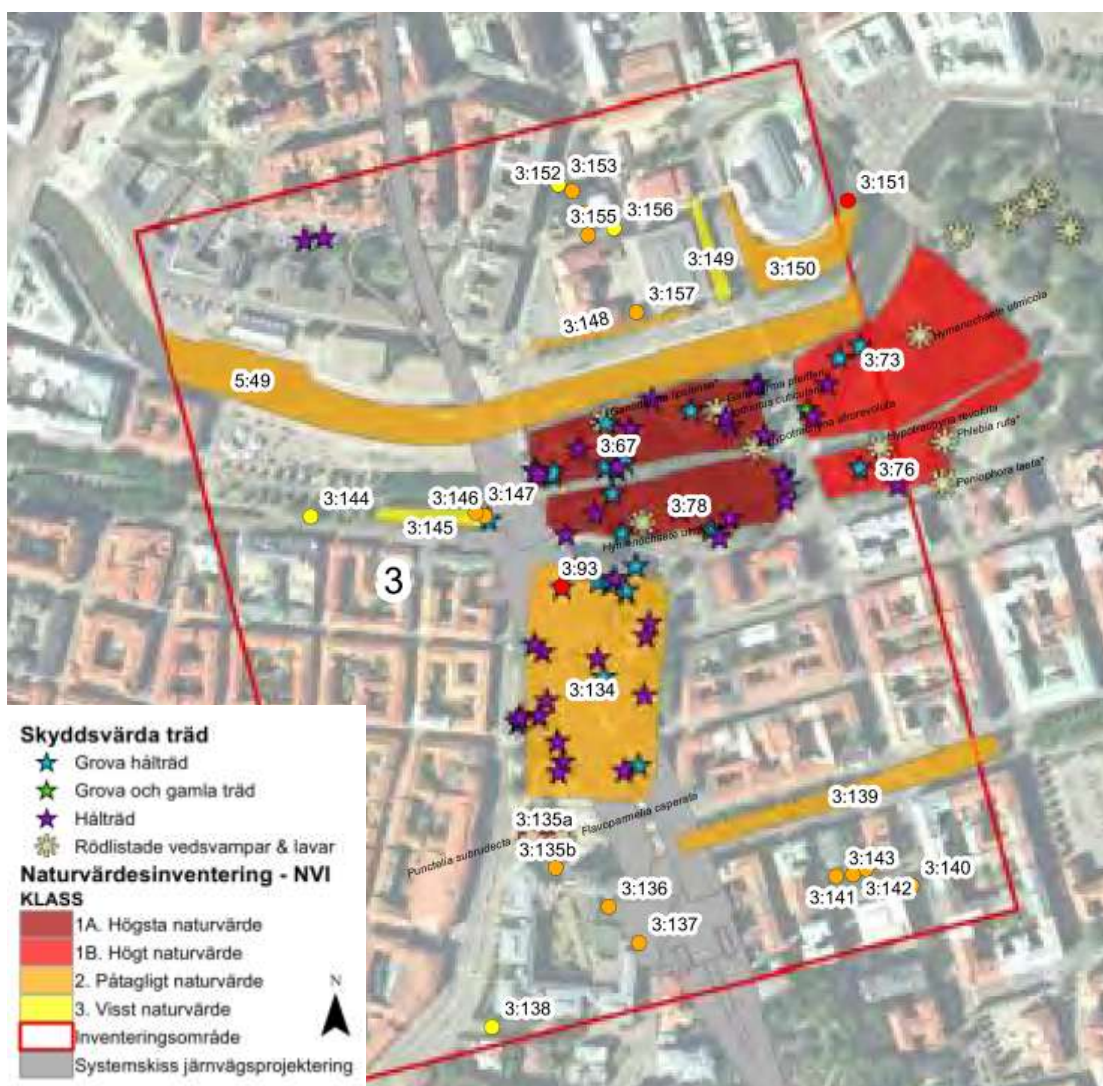 3:152
3:153
3:151
3:155
3:156
3:149
3:150
3:157
3:148
Hymenochaete ulmicola
3:73
5:49
Ganoderma pfeifferi
Hypotrachyna afrorevoluta
Hypotrachyna revoluta
Phlebia rufa*
3:67
3:76
Peniophora laeta*
3:144
3:146
3:147
3:145
3:78
3:93
3
3:134
3:139
3:135a
Flavoparmelia caperata
Punctelia subrudecta
3:135b
3:143
3:140
3:141
3:142
3:136
3:137
3:138
Skyddsvärda träd
Grova hålträd
Grova och gamla träd
Hålträd
Rödlistade vedsvampar & lavar
Naturvärdesinventering - NVI
KLASS
1A. Högsta naturvärde
1B. Högt naturvärde
2. Påtagligt naturvärde
3. Visst naturvärde
Inventeringsområde
Systemskiss järnvägsprojektering
N